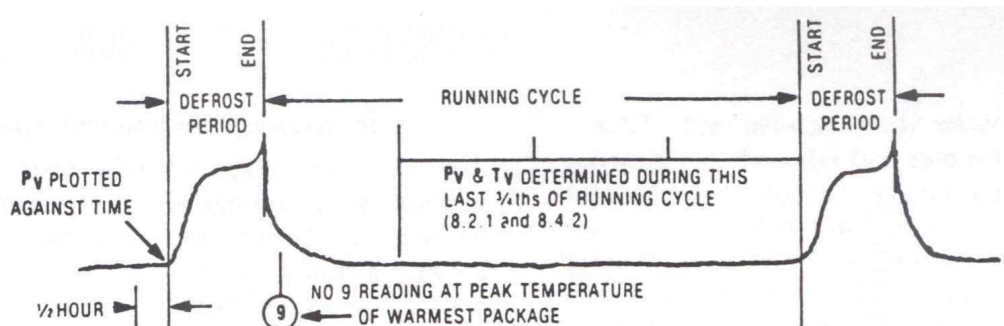 START
END
START
END
DEFROST
PERIOD
RUNNING CYCLE
DEFROST
PERIOD
PV PLOTTED
AGAINST TIME
PV & TV DETERMINED DURING THIS
LAST ¾ths OF RUNNING CYCLE
(8.2.1 and 8.4.2)
½ HOUR
9
NO 9 READING AT PEAK TEMPERATURE
OF WARMEST PACKAGE